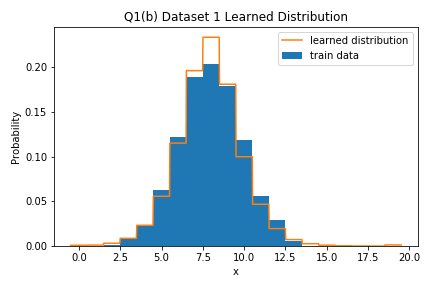 Q1(b) Dataset 1 Learned Distribution
learned distribution
train data
Probability
0.20
0.15
0.10
0.05
0.00
0.0 2.5 5.0 7.5 10.0 12.5 15.0 17.5 20.0
x